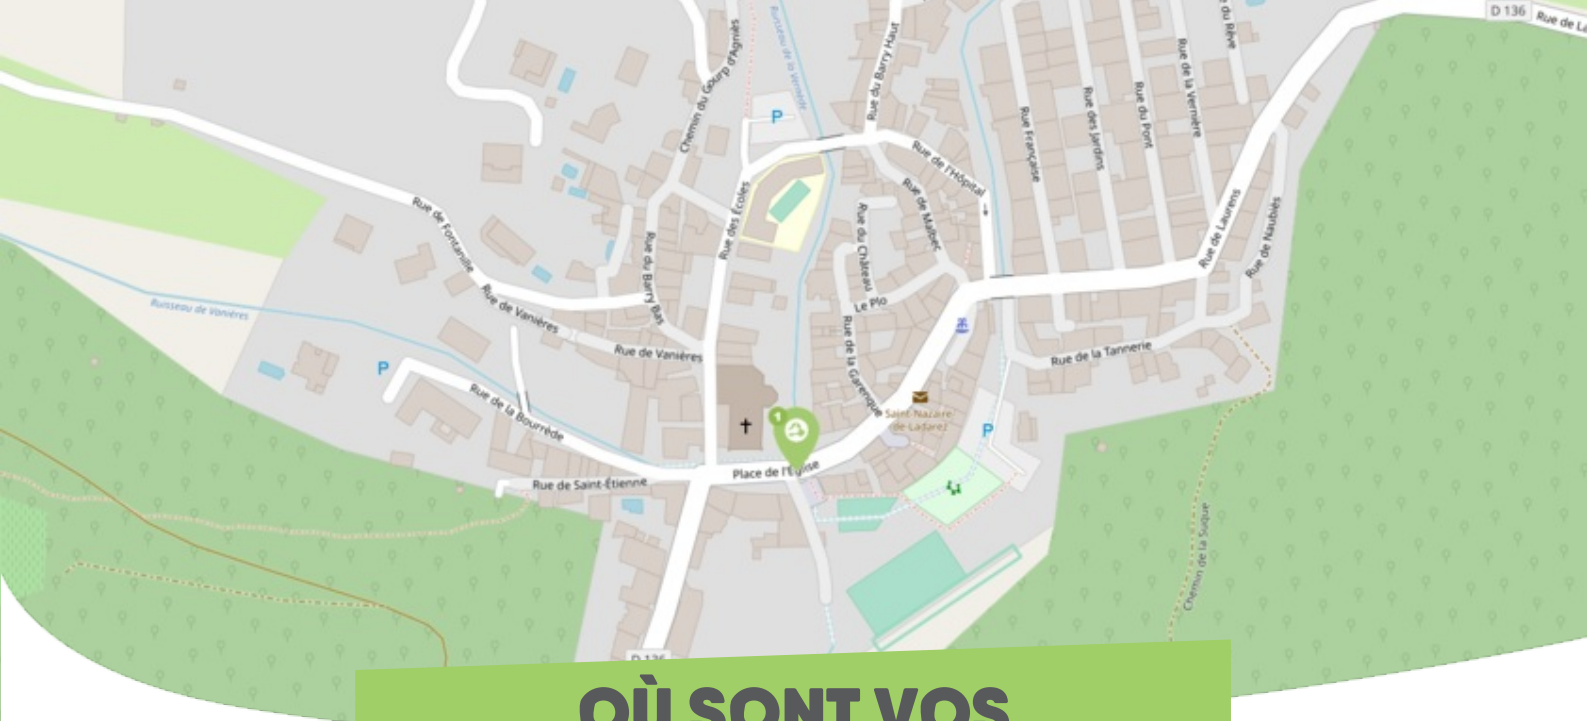 D 136
Rue de La
du Rêve
Ruisseau de la Vernède
Rue du Barry Haut
Chemin du Gourp d'Agniès
Rue de la Vernière
Rue du Pont
Rue des Jardins
Rue Française
P
Rue de l'Hôpital
Rue de Malbec
Rue des Écoles
Rue du Château
Rue de Fontanille
Rue du Barry Bas
Rue de Laurens
Rue de Naubiès
Ruisseau de Vanières
Rue de Vanières
Le Plo
Rue de Vanières
Rue de la Tannerie
Rue de la Garenque
P
Rue de la Bourrède
1
Saint-Nazaire-
de-Ladarez
P
Place de l'Église
Rue de Saint-Étienne
Chemin de la Suque
D 136
OÙ SONT VOS